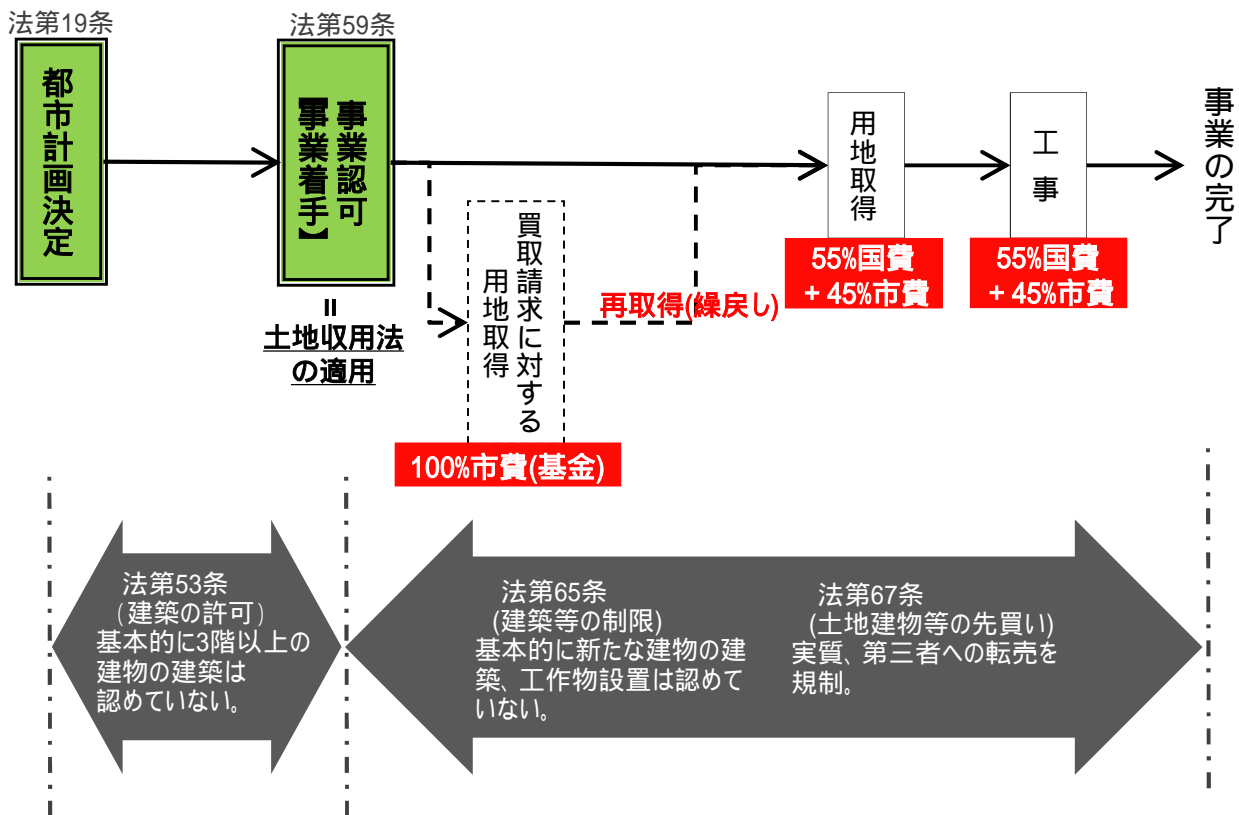 法第19条
都市計画決定
法第59条
事業認可
【事業着手】
=
土地収用法
の適用
買取請求に対する
用地取得
100%市費(基金)
再取得(繰戻し)
用地取得
55%国費
+ 45%市費
工事
55%国費
+ 45%市費
事業の完了
法第53条
(建築の許可)
基本的に3階以上の
建物の建築は
認めていない。
法第65条
(建築等の制限)
基本的に新たな建物の建
築、工作物設置は認めて
いない。
法第67条
(土地建物等の先買い)
実質、第三者への転売を
規制。